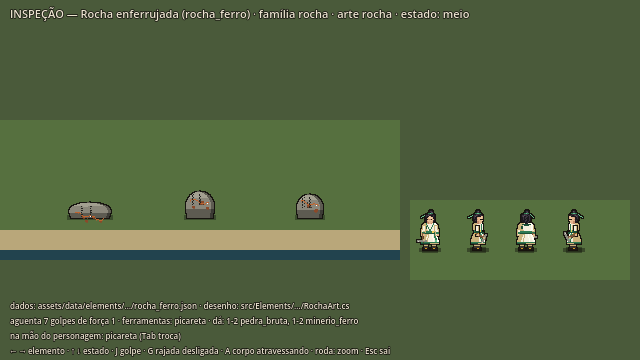 INSPEÇÃO — Rocha enferrujada (rocha_ferro) · família rocha · arte rocha · estado: meio
dados: assets/data/elements/.../rocha_ferro.json · desenho: src/Elements/.../RochaArt.cs
aguenta 7 golpes de força 1 · ferramentas: picareta · dá: 1-2 pedra_bruta, 1-2 minerio_ferro
na mão do personagem: picareta (Tab troca)
← → elemento · ↑ ↓ estado · J golpe · G rajada desligada · A corpo atravessando · roda: zoom · Esc sai